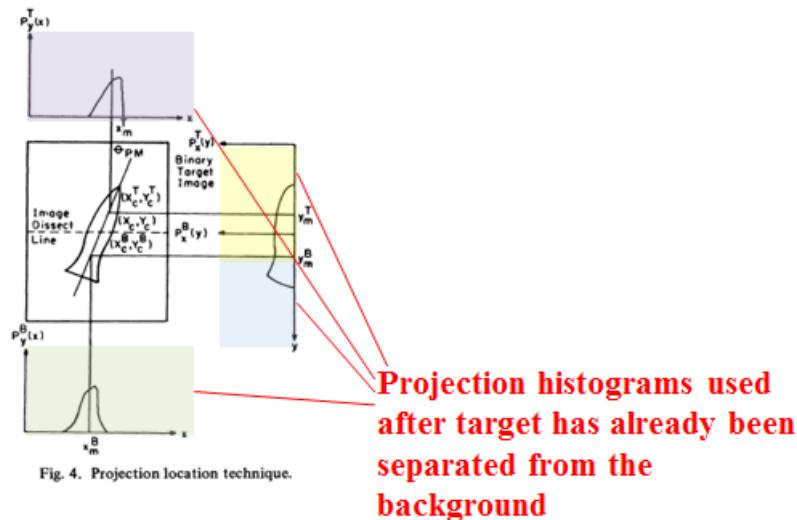 P_y^T(x)
x
x_m^T
θ_PM
P_x^T(y)
Binary
Target
Image
(X_c^T, Y_c^T)
y_m^T
Image
Dissect
Line
(X_c, Y_c)
P_x^B(y)
(X_c^B, Y_c^B)
y_m^B
P_y^B(x)
y
x
x_m^B
Fig. 4. Projection location technique.
Projection histograms used
after target has already been
separated from the
background